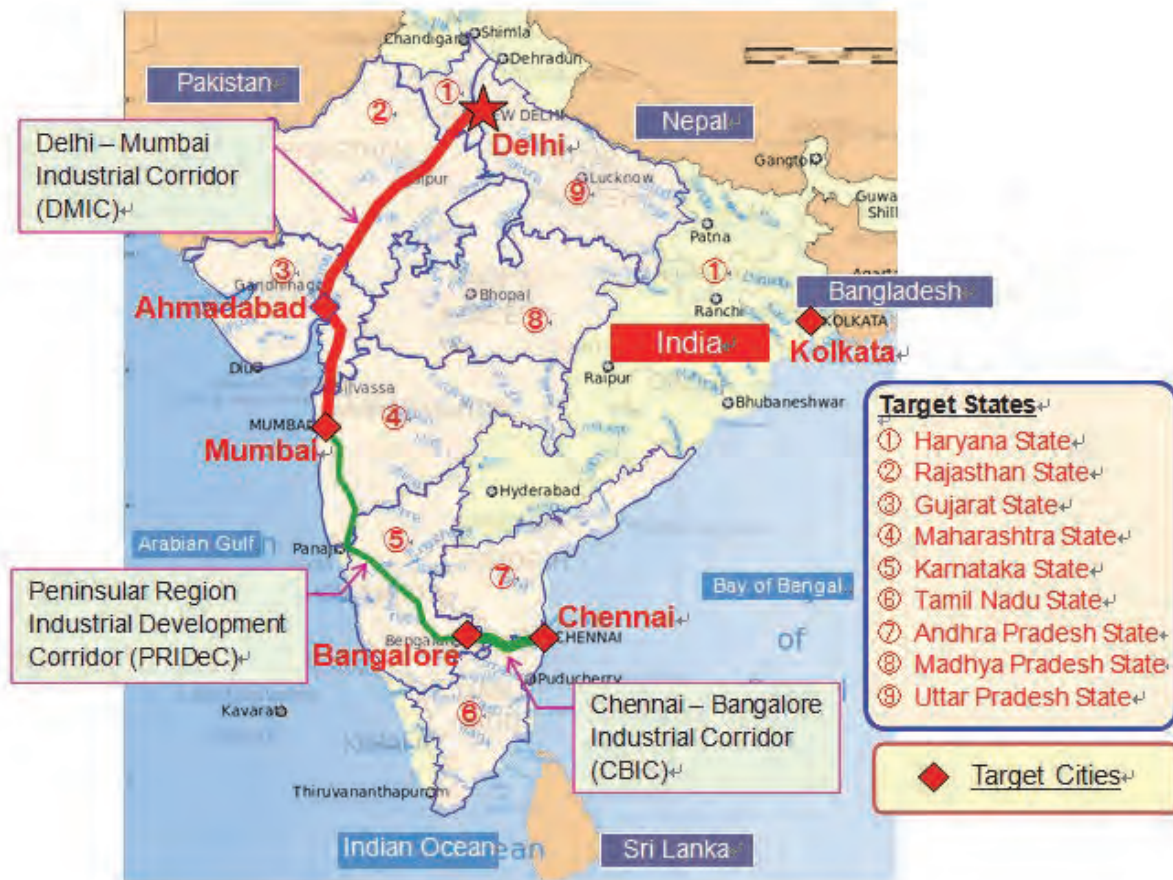 Shimla
Chandigarh
Dehradun
Pakistan
①
②
NEW DELHI
Nepal
Delhi
Delhi – Mumbai
Industrial Corridor
(DMIC)
Gangtok
⑨
Lucknow
Patna
③
①
Ranchi
Bangladesh
Ahmadabad
Bhopal
⑧
KOLKATA
India
Kolkata
Diu
Silvassa
Raipur
Bhubaneshwar
MUMBAI
④
Mumbai
Target States
① Haryana State
② Rajasthan State
③ Gujarat State
④ Maharashtra State
⑤ Karnataka State
⑥ Tamil Nadu State
⑦ Andhra Pradesh State
⑧ Madhya Pradesh State
⑨ Uttar Pradesh State
Hyderabad
Arabian Gulf
Panaji
⑤
⑦
Bay of Bengal
Peninsular Region
Industrial Development
Corridor (PRIDeC)
Chennai
CHENNAI
of
Bangalore
Puducherry
Kavaratti
⑥
Chennai – Bangalore
Industrial Corridor
(CBIC)
Target Cities
Thiruvananthapuram
Indian Ocean
Sri Lanka